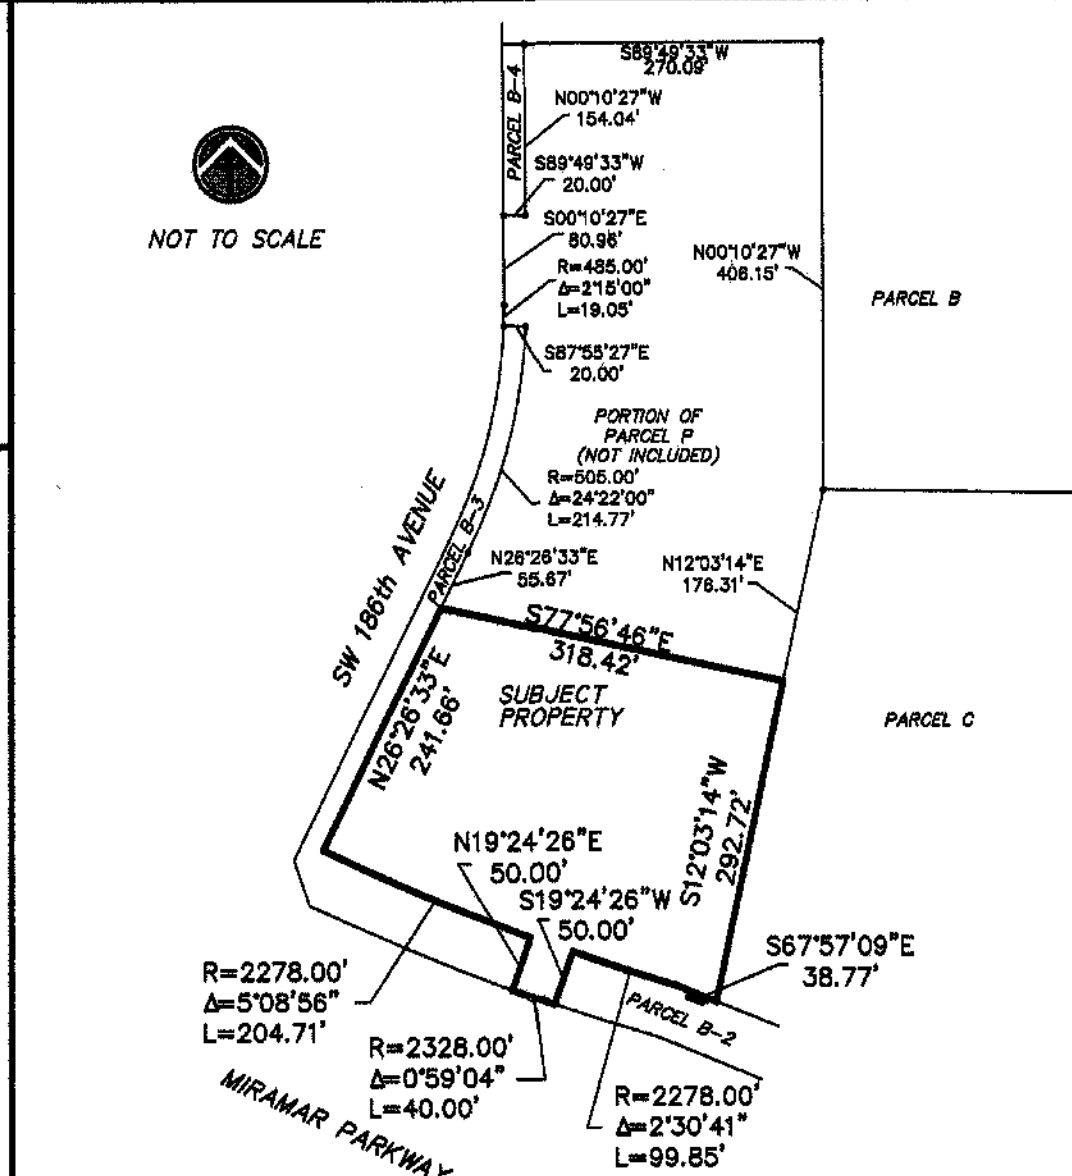 S89°49'33"W
270.09'
PARCEL B-4
N00°10'27"W
154.04'
S89°49'33"W
20.00'
NOT TO SCALE
S00°10'27"E
80.96'
N00°10'27"W
406.15'
R=485.00'
Δ=2°15'00"
L=19.05'
PARCEL B
S87°55'27"E
20.00'
PORTION OF
PARCEL P
(NOT INCLUDED)
R=505.00'
Δ=24°22'00"
L=214.77'
SW 186th AVENUE
PARCEL B-3
N26°26'33"E
55.67'
N12°03'14"E
176.31'
S77°56'46"E
318.42'
N26°26'33"E
241.66'
SUBJECT
PROPERTY
PARCEL C
S12°03'14"W
292.72'
N19°24'26"E
50.00'
S19°24'26"W
50.00'
S67°57'09"E
38.77'
R=2278.00'
Δ=5°08'56"
L=204.71'
PARCEL B-2
R=2328.00'
Δ=0°59'04"
L=40.00'
MIRAMAR PARKWAY
R=2278.00'
Δ=2°30'41"
L=99.85'